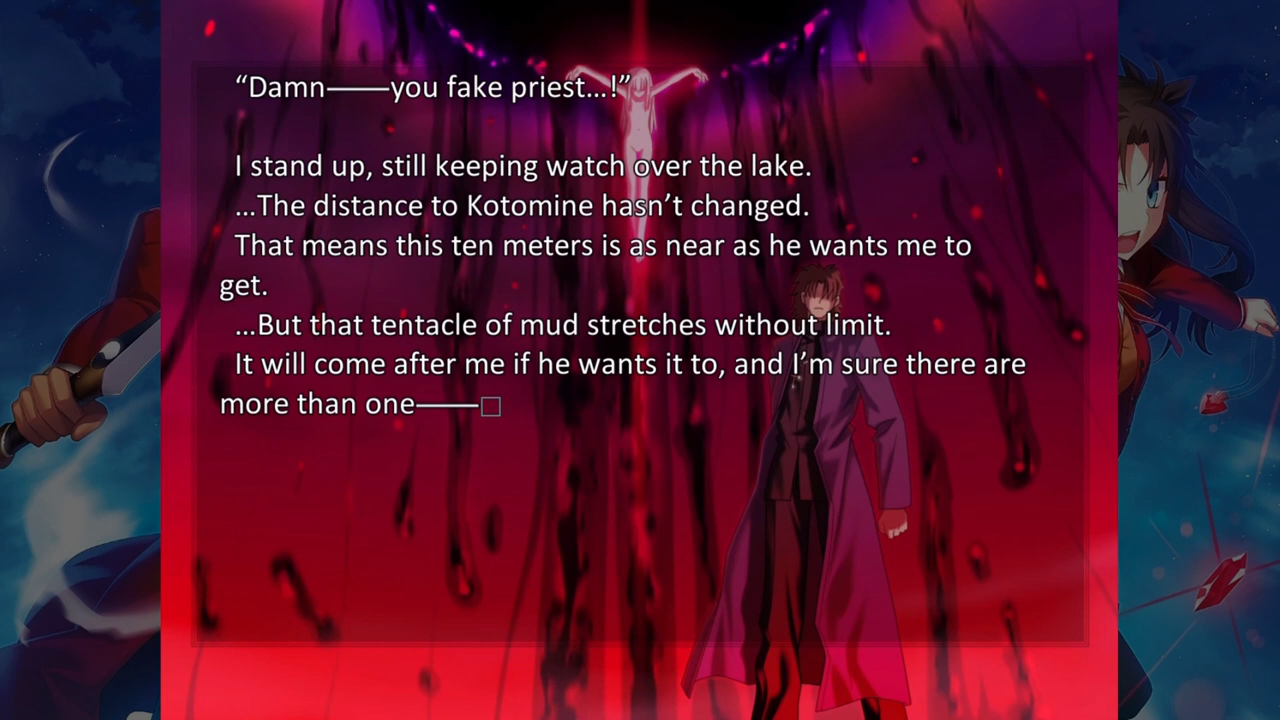 “Damn――you fake priest…!”
I stand up, still keeping watch over the lake.
…The distance to Kotomine hasn’t changed.
That means this ten meters is as near as he wants me to
get.
…But that tentacle of mud stretches without limit.
It will come after me if he wants it to, and I’m sure there are
more than one――